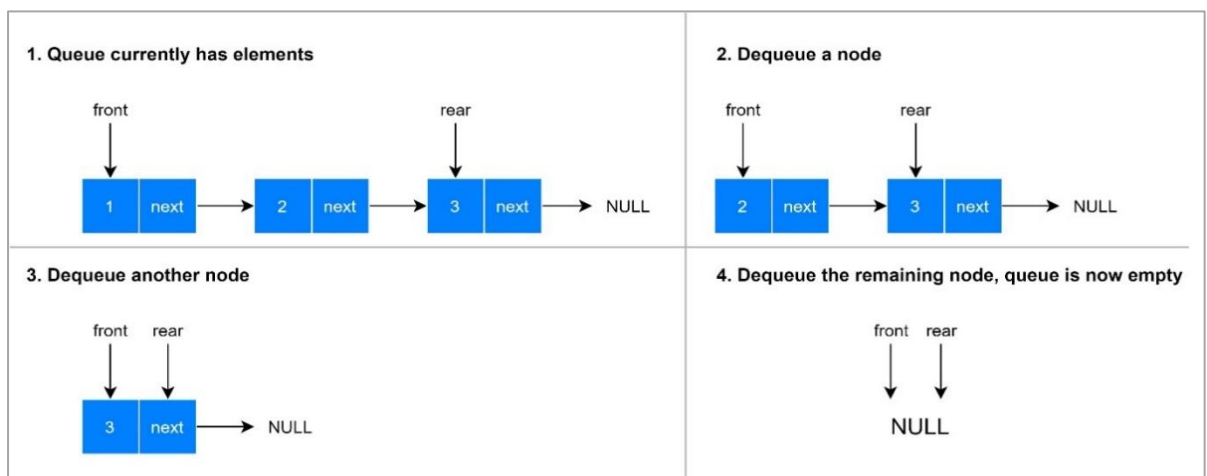 1. Queue currently has elements
front rear
1 next 2 next 3 next NULL
2. Dequeue a node
front rear
2 next 3 next NULL
3. Dequeue another node
front rear
3 next NULL
4. Dequeue the remaining node, queue is now empty
front rear
NULL